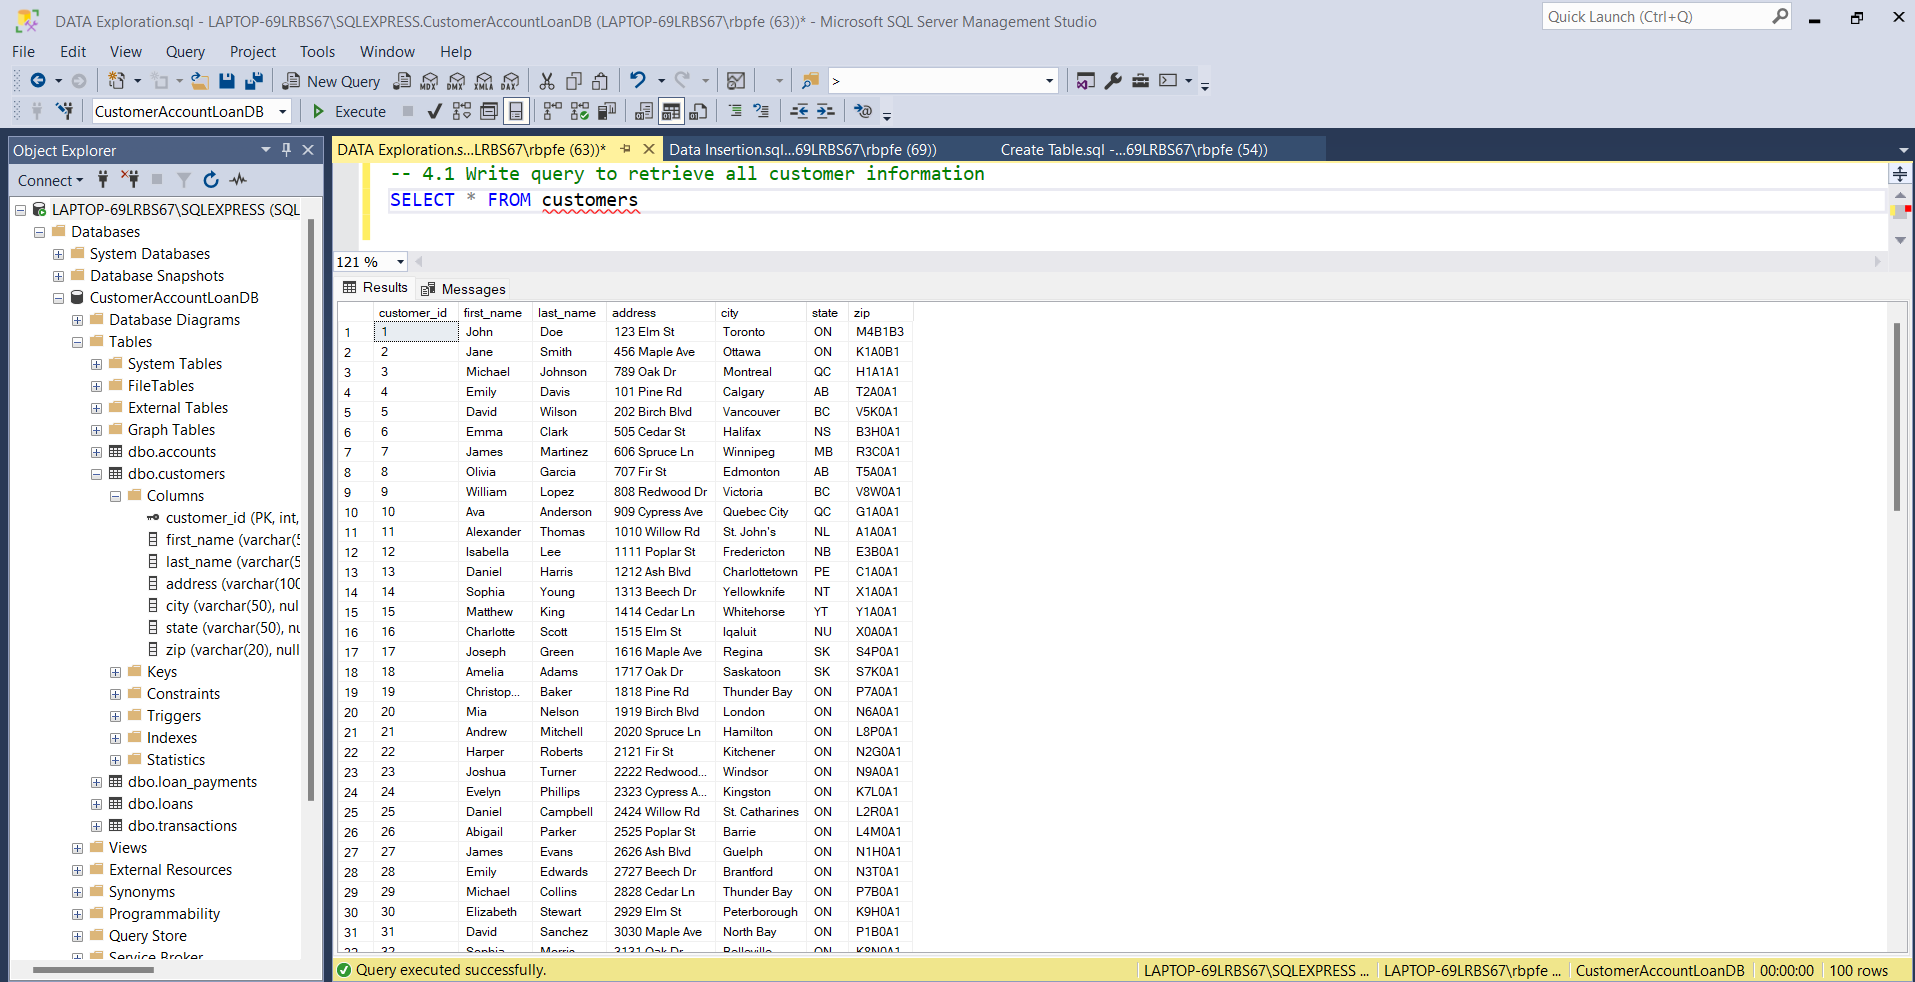 DATA Exploration.sql - LAPTOP-69LRBS67\SQLEXPRESS.CustomerAccountLoanDB (LAPTOP-69LRBS67\rbpfe (63))* - Microsoft SQL Server Management Studio
Quick Launch (Ctrl+Q)
File Edit View Query Project Tools Window Help
New Query MDX DMX XMLA DAX >
CustomerAccountLoanDB Execute
Object Explorer
DATA Exploration.s...LRBS67\rbpfe (63))* Data Insertion.sql...69LRBS67\rbpfe (69)) Create Table.sql -...69LRBS67\rbpfe (54))
Connect
LAPTOP-69LRBS67\SQLEXPRESS (SQL
Databases
System Databases
Database Snapshots
CustomerAccountLoanDB
Database Diagrams
Tables
System Tables
FileTables
External Tables
Graph Tables
dbo.accounts
dbo.customers
Columns
customer_id (PK, int,
first_name (varchar(5
last_name (varchar(5
address (varchar(100
city (varchar(50), nul
state (varchar(50), nu
zip (varchar(20), null
Keys
Constraints
Triggers
Indexes
Statistics
dbo.loan_payments
dbo.loans
dbo.transactions
Views
External Resources
Synonyms
Programmability
Query Store
Service Broker
-- 4.1 Write query to retrieve all customer information
SELECT * FROM customers
121 %
Results Messages
customer_id first_name last_name address city state zip
1 1 John Doe 123 Elm St Toronto ON M4B1B3
2 2 Jane Smith 456 Maple Ave Ottawa ON K1A0B1
3 3 Michael Johnson 789 Oak Dr Montreal QC H1A1A1
4 4 Emily Davis 101 Pine Rd Calgary AB T2A0A1
5 5 David Wilson 202 Birch Blvd Vancouver BC V5K0A1
6 6 Emma Clark 505 Cedar St Halifax NS B3H0A1
7 7 James Martinez 606 Spruce Ln Winnipeg MB R3C0A1
8 8 Olivia Garcia 707 Fir St Edmonton AB T5A0A1
9 9 William Lopez 808 Redwood Dr Victoria BC V8W0A1
10 10 Ava Anderson 909 Cypress Ave Quebec City QC G1A0A1
11 11 Alexander Thomas 1010 Willow Rd St. John's NL A1A0A1
12 12 Isabella Lee 1111 Poplar St Fredericton NB E3B0A1
13 13 Daniel Harris 1212 Ash Blvd Charlottetown PE C1A0A1
14 14 Sophia Young 1313 Beech Dr Yellowknife NT X1A0A1
15 15 Matthew King 1414 Cedar Ln Whitehorse YT Y1A0A1
16 16 Charlotte Scott 1515 Elm St Iqaluit NU X0A0A1
17 17 Joseph Green 1616 Maple Ave Regina SK S4P0A1
18 18 Amelia Adams 1717 Oak Dr Saskatoon SK S7K0A1
19 19 Christop... Baker 1818 Pine Rd Thunder Bay ON P7A0A1
20 20 Mia Nelson 1919 Birch Blvd London ON N6A0A1
21 21 Andrew Mitchell 2020 Spruce Ln Hamilton ON L8P0A1
22 22 Harper Roberts 2121 Fir St Kitchener ON N2G0A1
23 23 Joshua Turner 2222 Redwood... Windsor ON N9A0A1
24 24 Evelyn Phillips 2323 Cypress A... Kingston ON K7L0A1
25 25 Daniel Campbell 2424 Willow Rd St. Catharines ON L2R0A1
26 26 Abigail Parker 2525 Poplar St Barrie ON L4M0A1
27 27 James Evans 2626 Ash Blvd Guelph ON N1H0A1
28 28 Emily Edwards 2727 Beech Dr Brantford ON N3T0A1
29 29 Michael Collins 2828 Cedar Ln Thunder Bay ON P7B0A1
30 30 Elizabeth Stewart 2929 Elm St Peterborough ON K9H0A1
31 31 David Sanchez 3030 Maple Ave North Bay ON P1B0A1
32 32 Sophia Morris 3131 Oak Dr Belleville ON K8N0A1
Query executed successfully. LAPTOP-69LRBS67\SQLEXPRESS ... LAPTOP-69LRBS67\rbpfe ... CustomerAccountLoanDB 00:00:00 100 rows